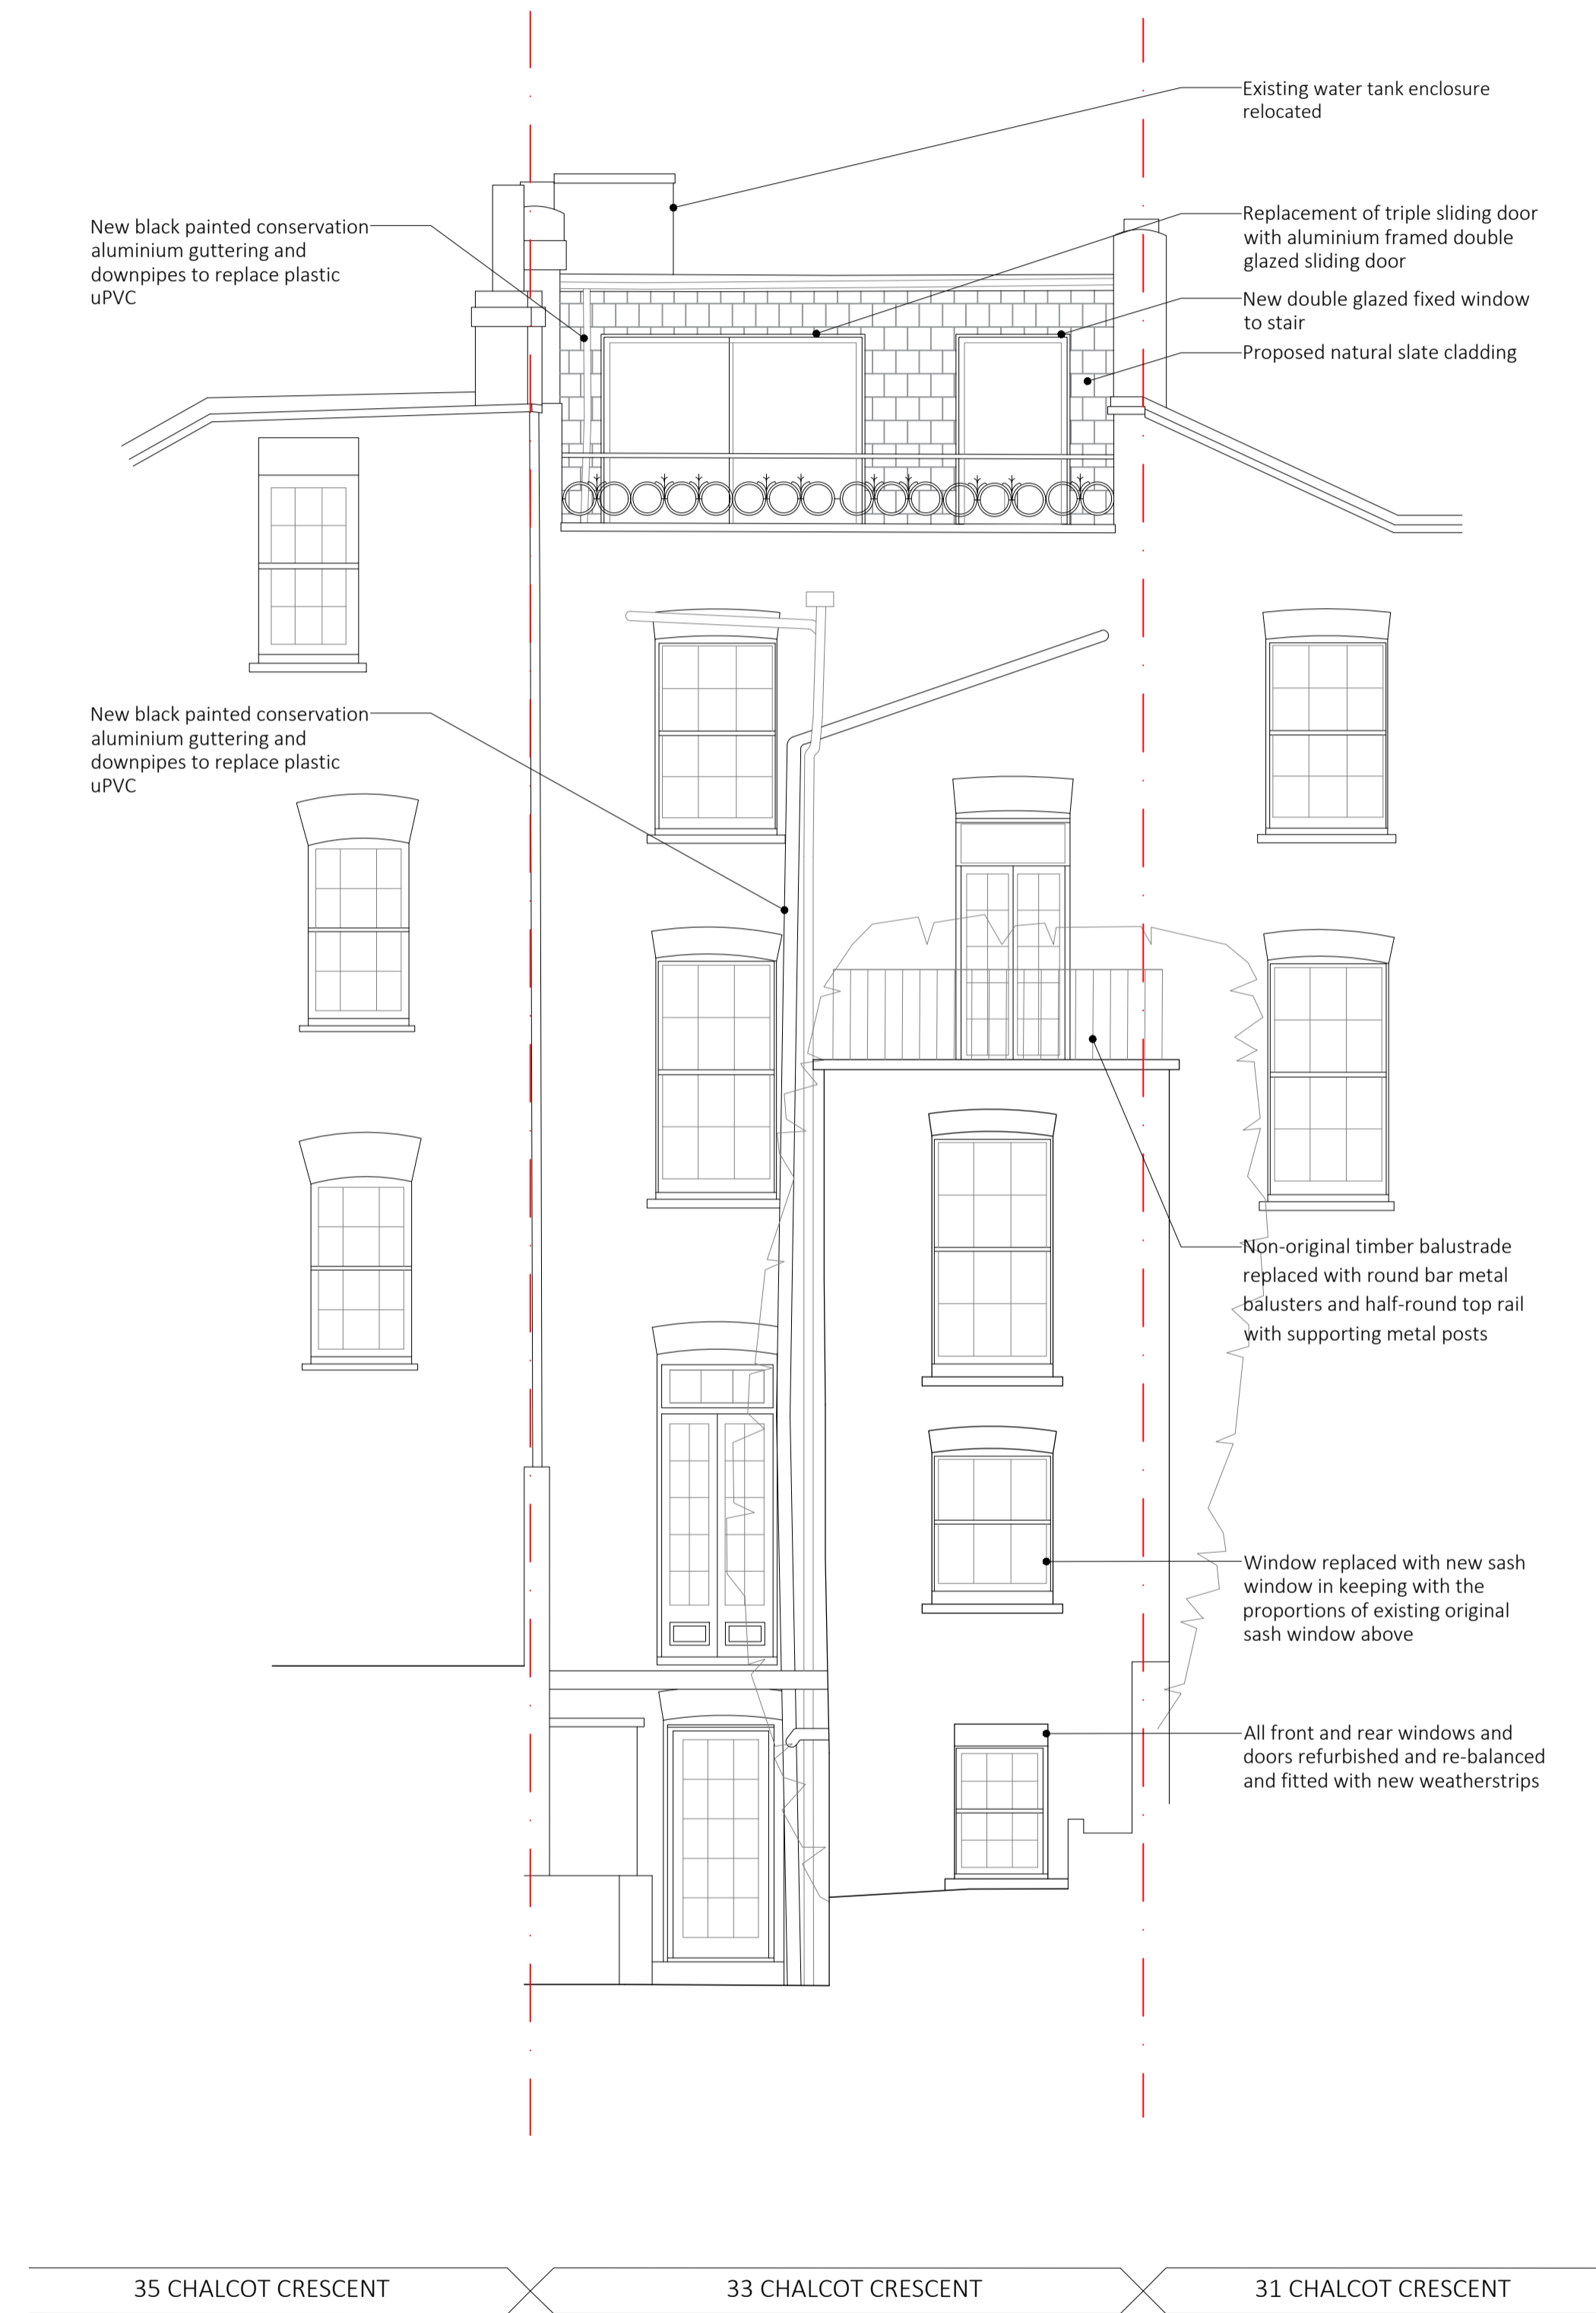 Existing water tank enclosure
relocated
New black painted conservation
aluminium guttering and
downpipes to replace plastic
uPVC
Replacement of triple sliding door
with aluminium framed double
glazed sliding door
New double glazed fixed window
to stair
Proposed natural slate cladding
New black painted conservation
aluminium guttering and
downpipes to replace plastic
uPVC
Non-original timber balustrade
replaced with round bar metal
balusters and half-round top rail
with supporting metal posts
Window replaced with new sash
window in keeping with the
proportions of existing original
sash window above
All front and rear windows and
doors refurbished and re-balanced
and fitted with new weatherstrips
35 CHALCOT CRESCENT
33 CHALCOT CRESCENT
31 CHALCOT CRESCENT